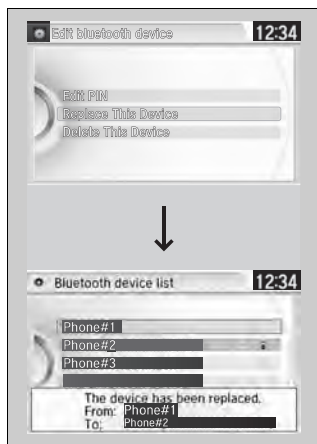 Edit bluetooth device 12:34
Edit PIN
Replace This Device
Delete This Device
Bluetooth device list 12:34
Phone#1
Phone#2
Phone#3
The device has been replaced.
From: Phone#1
To: Phone#2